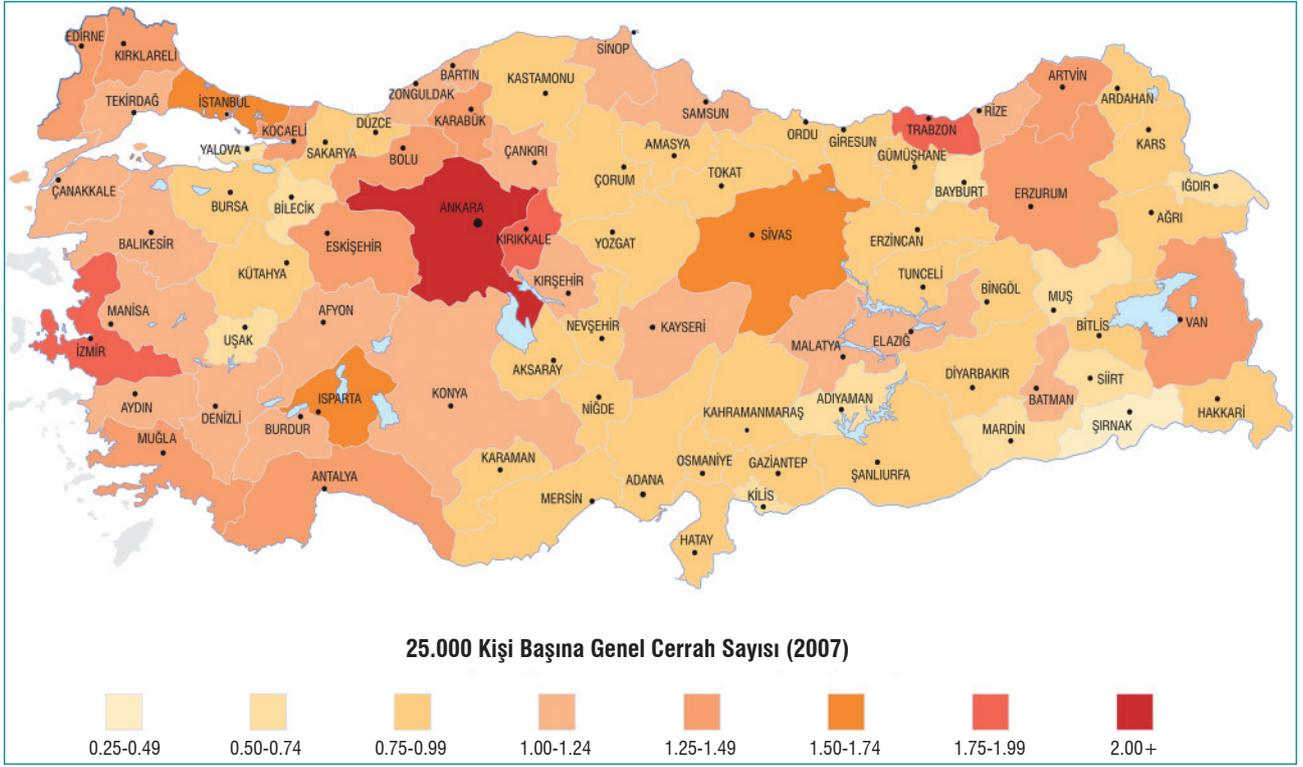 EDİRNE
KIRKLARELİ
TEKİRDAĞ
İSTANBUL
KOCAELİ
YALOVA
SAKARYA
DÜZCE
BOLU
ZONGULDAK
BARTIN
KARABÜK
KASTAMONU
SİNOP
SAMSUN
ÇANKIRI
ÇORUM
AMASYA
TOKAT
ORDU
GİRESUN
GÜMÜŞHANE
TRABZON
RİZE
ARTVİN
ARDAHAN
KARS
BAYBURT
ERZURUM
IĞDIR
AĞRI
ÇANAKKALE
BALIKESİR
BURSA
BİLECİK
ESKİŞEHİR
KÜTAHYA
ANKARA
KIRIKKALE
KIRŞEHİR
YOZGAT
SİVAS
ERZİNCAN
TUNCELİ
BİNGÖL
MUŞ
BİTLİS
VAN
MANİSA
İZMİR
UŞAK
AFYON
NEVŞEHİR
KAYSERİ
MALATYA
ELAZIĞ
AKSARAY
KONYA
ISPARTA
BURDUR
DENİZLİ
AYDIN
MUĞLA
ANTALYA
KARAMAN
NİĞDE
MERSİN
ADANA
KAHRAMANMARAŞ
OSMANİYE
GAZİANTEP
KİLİS
HATAY
ADIYAMAN
ŞANLIURFA
DİYARBAKIR
BATMAN
MARDİN
SİİRT
ŞIRNAK
HAKKARİ
25.000 Kişi Başına Genel Cerrah Sayısı (2007)
0.25-0.49 0.50-0.74 0.75-0.99 1.00-1.24 1.25-1.49 1.50-1.74 1.75-1.99 2.00+